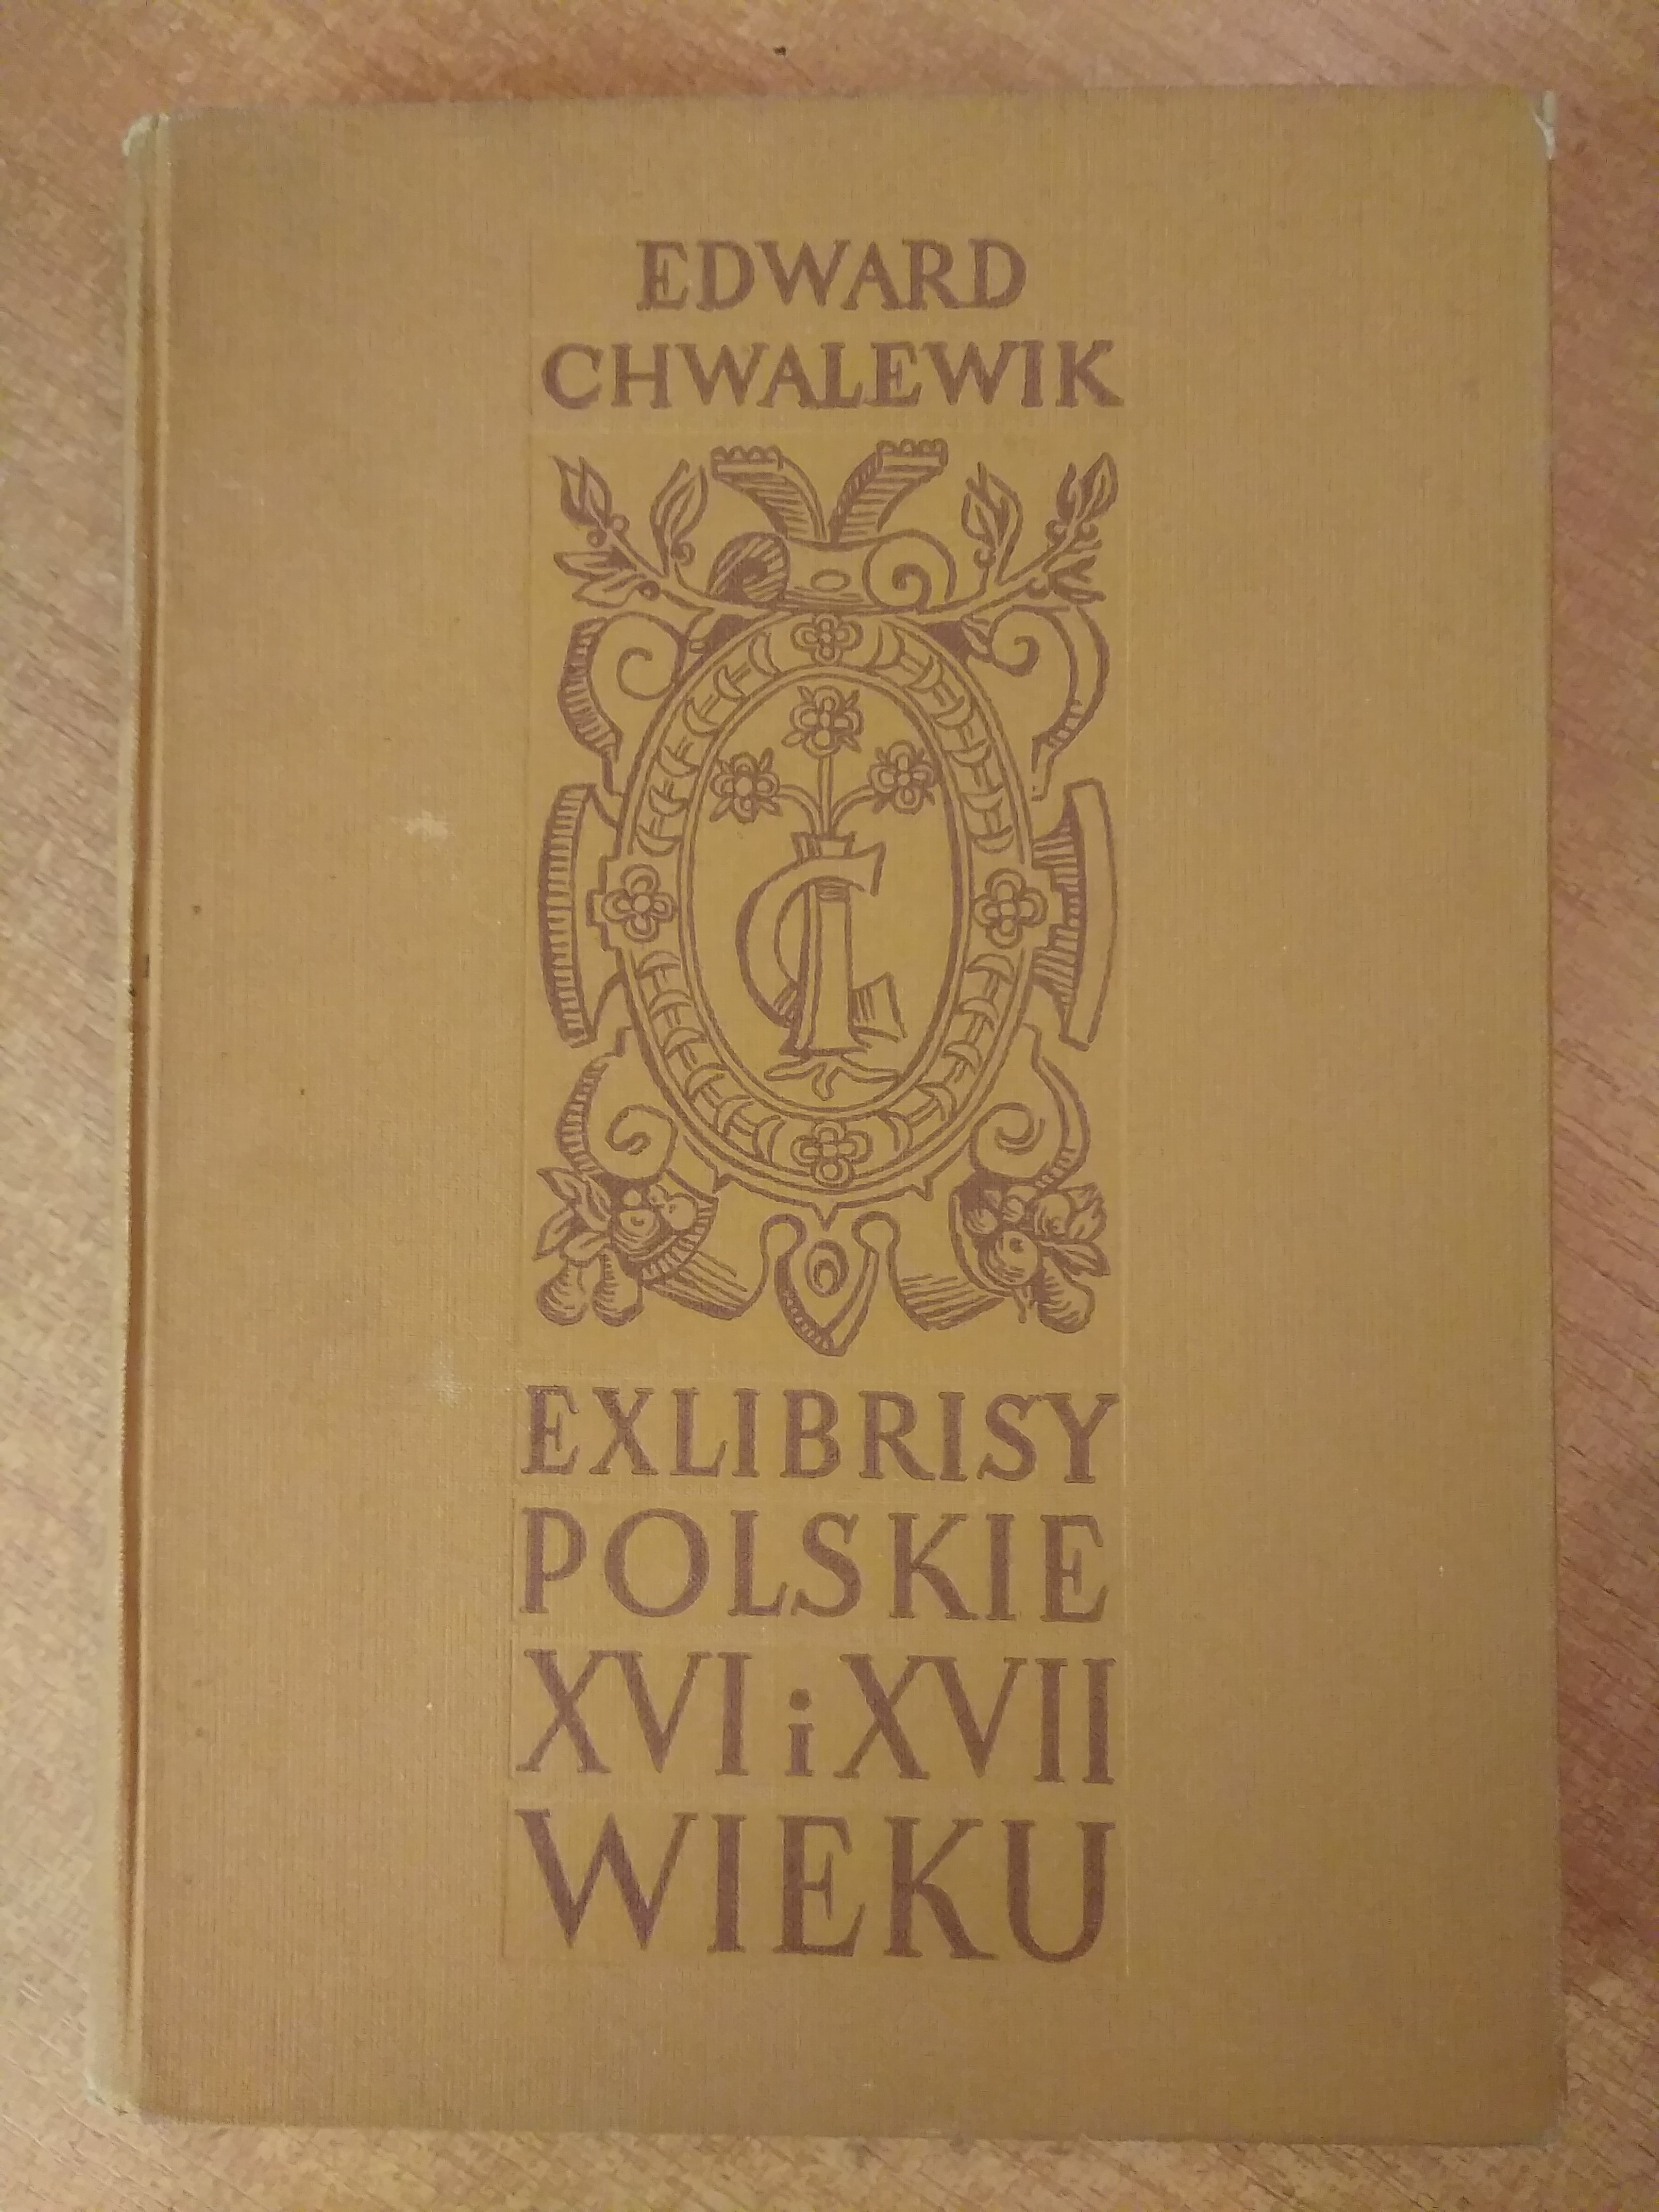 EDWARD
CHWALEWIK
EXLIBRISY
POLSKIE
XVI i XVII
WIEKU